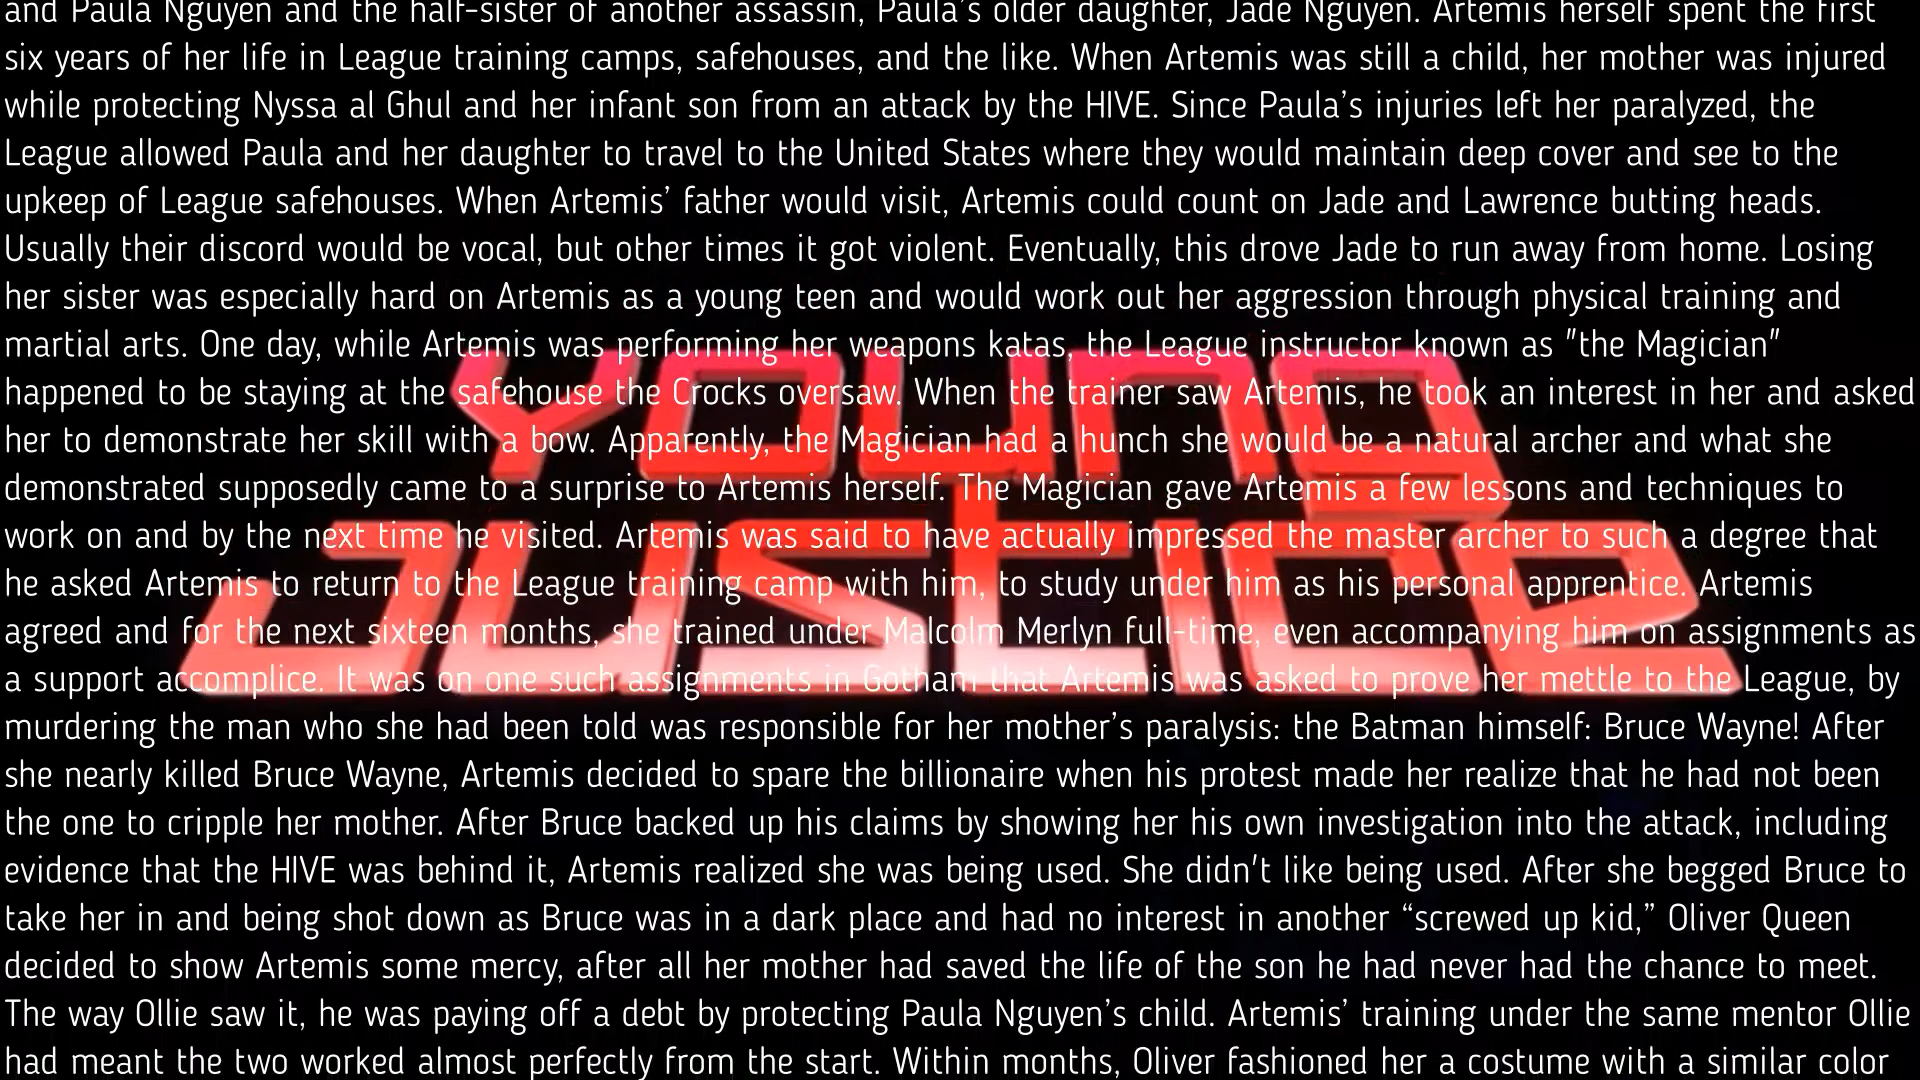 and Paula Nguyen and the half-sister of another assassin, Paula’s older daughter, Jade Nguyen. Artemis herself spent the first
six years of her life in League training camps, safehouses, and the like. When Artemis was still a child, her mother was injured
while protecting Nyssa al Ghul and her infant son from an attack by the HIVE. Since Paula’s injuries left her paralyzed, the
League allowed Paula and her daughter to travel to the United States where they would maintain deep cover and see to the
upkeep of League safehouses. When Artemis’ father would visit, Artemis could count on Jade and Lawrence butting heads.
Usually their discord would be vocal, but other times it got violent. Eventually, this drove Jade to run away from home. Losing
her sister was especially hard on Artemis as a young teen and would work out her aggression through physical training and
martial arts. One day, while Artemis was performing her weapons katas, the League instructor known as "the Magician"
happened to be staying at the safehouse the Crocks oversaw. When the trainer saw Artemis, he took an interest in her and asked
her to demonstrate her skill with a bow. Apparently, the Magician had a hunch she would be a natural archer and what she
demonstrated supposedly came to a surprise to Artemis herself. The Magician gave Artemis a few lessons and techniques to
work on and by the next time he visited. Artemis was said to have actually impressed the master archer to such a degree that
he asked Artemis to return to the League training camp with him, to study under him as his personal apprentice. Artemis
agreed and for the next sixteen months, she trained under Malcolm Merlyn full-time, even accompanying him on assignments as
a support accomplice. It was on one such assignments in Gotham that Artemis was asked to prove her mettle to the League, by
murdering the man who she had been told was responsible for her mother’s paralysis: the Batman himself: Bruce Wayne! After
she nearly killed Bruce Wayne, Artemis decided to spare the billionaire when his protest made her realize that he had not been
the one to cripple her mother. After Bruce backed up his claims by showing her his own investigation into the attack, including
evidence that the HIVE was behind it, Artemis realized she was being used. She didn't like being used. After she begged Bruce to
take her in and being shot down as Bruce was in a dark place and had no interest in another “screwed up kid,” Oliver Queen
decided to show Artemis some mercy, after all her mother had saved the life of the son he had never had the chance to meet.
The way Ollie saw it, he was paying off a debt by protecting Paula Nguyen’s child. Artemis’ training under the same mentor Ollie
had meant the two worked almost perfectly from the start. Within months, Oliver fashioned her a costume with a similar color
YOUNG
JUSTICE